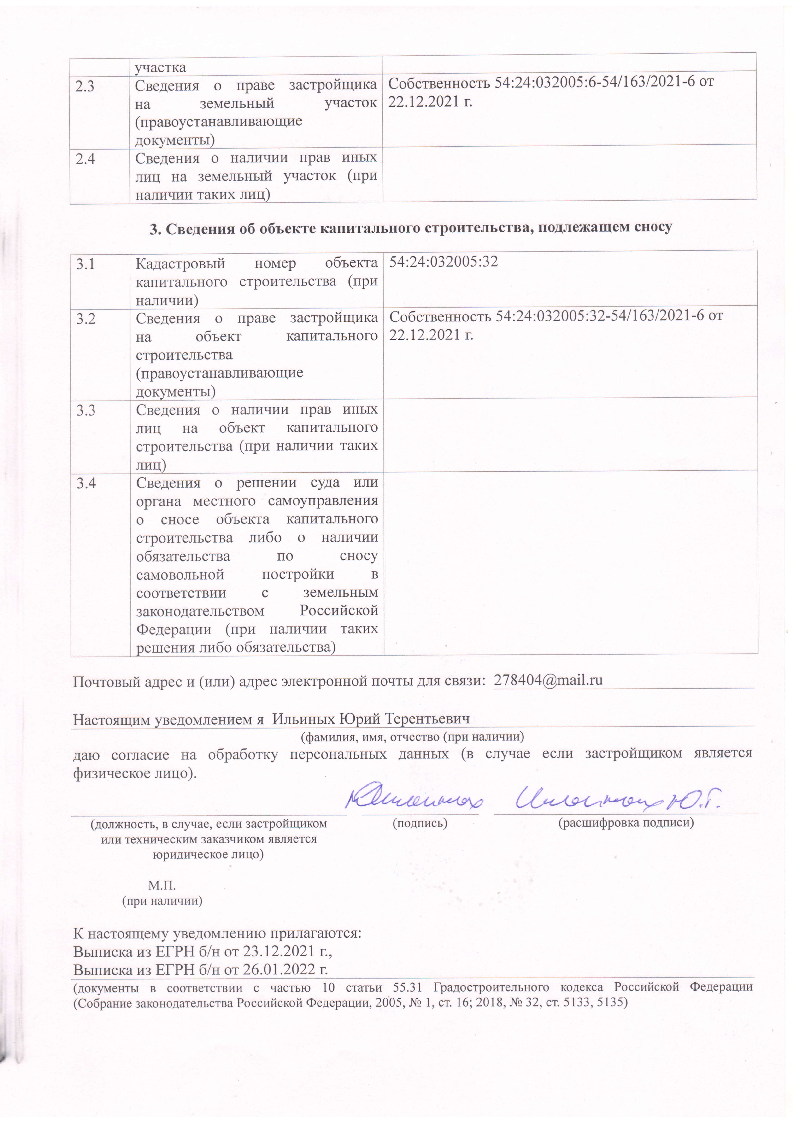 участка
2.3 Сведения о праве застройщика Собственность 54:24:032005:6-54/163/2021-6 от
на земельный участок 22.12.2021 г.
(правоустанавливающие
документы)
2.4 Сведения о наличии прав иных
лиц на земельный участок (при
наличии таких лиц)
3. Сведения об объекте капитального строительства, подлежащем сносу
3.1 Кадастровый номер объекта 54:24:032005:32
капитального строительства (при
наличии)
3.2 Сведения о праве застройщика Собственность 54:24:032005:32-54/163/2021-6 от
на объект капитального 22.12.2021 г.
строительства
(правоустанавливающие
документы)
3.3 Сведения о наличии прав иных
лиц на объект капитального
строительства (при наличии таких
лиц)
3.4 Сведения о решении суда или
органа местного самоуправления
о сносе объекта капитального
строительства либо о наличии
обязательства по сносу
самовольной постройки в
соответствии с земельным
законодательством Российской
Федерации (при наличии таких
решения либо обязательства)
Почтовый адрес и (или) адрес электронной почты для связи: 278404@mail.ru
Настоящим уведомлением я Ильиных Юрий Терентьевич
(фамилия, имя, отчество (при наличии)
даю согласие на обработку персональных данных (в случае если застройщиком является
физическое лицо).
Ильиных Ю.Т.
(должность, в случае, если застройщиком (подпись) (расшифровка подписи)
или техническим заказчиком является
юридическое лицо)
М.П.
(при наличии)
К настоящему уведомлению прилагаются:
Выписка из ЕГРН б/н от 23.12.2021 г.,
Выписка из ЕГРН б/н от 26.01.2022 г.
(документы в соответствии с частью 10 статьи 55.31 Градостроительного кодекса Российской Федерации
(Собрание законодательства Российской Федерации, 2005, № 1, ст. 16; 2018, № 32, ст. 5133, 5135)